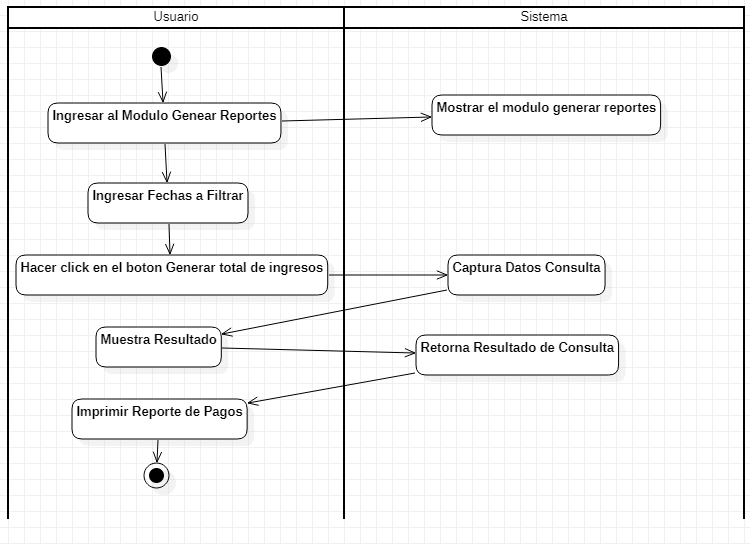 Usuario
Sistema
Ingresar al Modulo Genear Reportes
Mostrar el modulo generar reportes
Ingresar Fechas a Filtrar
Hacer click en el boton Generar total de ingresos
Captura Datos Consulta
Muestra Resultado
Retorna Resultado de Consulta
Imprimir Reporte de Pagos